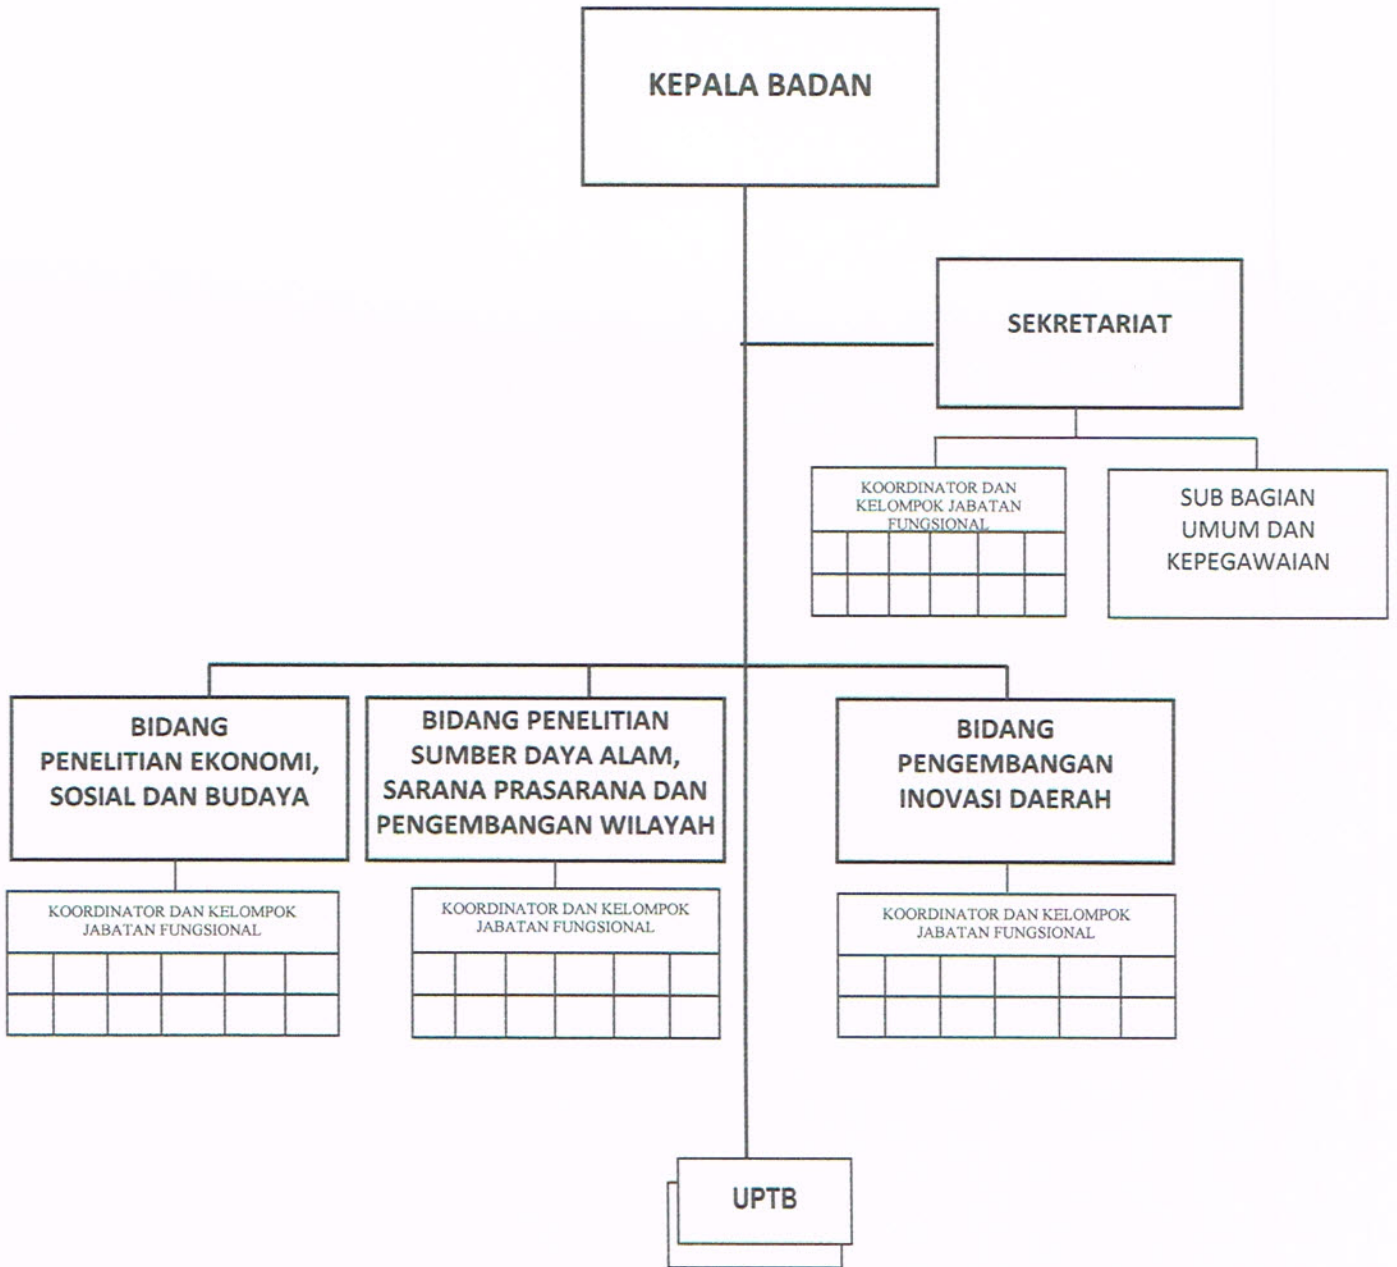 KEPALA BADAN
SEKRETARIAT
KOORDINATOR DAN
KELOMPOK JABATAN
FUNGSIONAL
SUB BAGIAN
UMUM DAN
KEPEGAWAIAN
BIDANG
PENELITIAN EKONOMI,
SOSIAL DAN BUDAYA
BIDANG PENELITIAN
SUMBER DAYA ALAM,
SARANA PRASARANA DAN
PENGEMBANGAN WILAYAH
BIDANG
PENGEMBANGAN
INOVASI DAERAH
KOORDINATOR DAN KELOMPOK
JABATAN FUNGSIONAL
KOORDINATOR DAN KELOMPOK
JABATAN FUNGSIONAL
KOORDINATOR DAN KELOMPOK
JABATAN FUNGSIONAL
UPTB